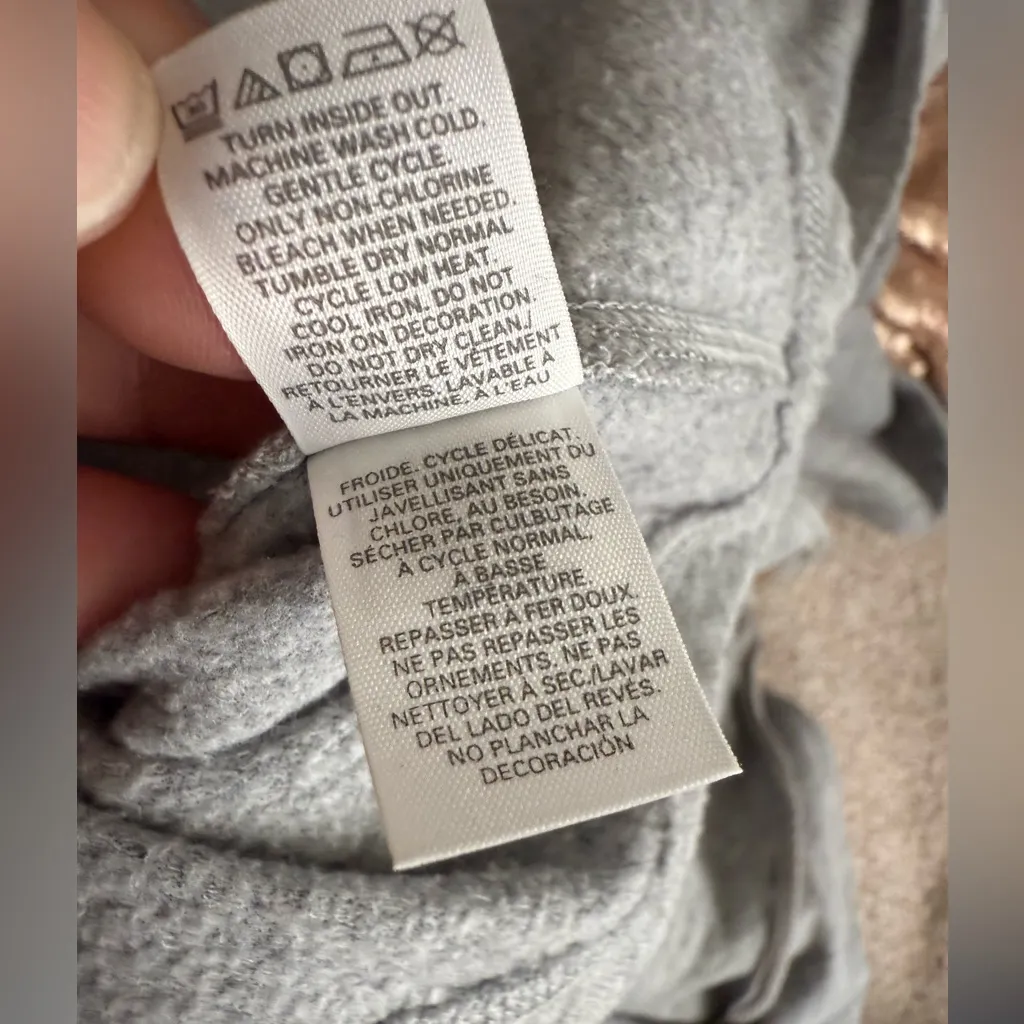 TURN INSIDE OUT.
MACHINE WASH COLD.
GENTLE CYCLE.
ONLY NON-CHLORINE
BLEACH WHEN NEEDED.
TUMBLE DRY NORMAL
CYCLE LOW HEAT.
COOL IRON. DO NOT
IRON ON DECORATION.
DO NOT DRY CLEAN./
RETOURNER LE VÊTEMENT
À L'ENVERS. LAVABLE À
LA MACHINE, À L'EAU
FROIDE. CYCLE DÉLICAT.
UTILISER UNIQUEMENT DU
JAVELLISANT SANS
CHLORE, AU BESOIN.
SÉCHER PAR CULBUTAGE
À CYCLE NORMAL,
À BASSE
TEMPÉRATURE.
REPASSER À FER DOUX.
NE PAS REPASSER LES
ORNEMENTS. NE PAS
NETTOYER À SEC./LAVAR
DEL LADO DEL REVÉS.
NO PLANCHAR LA
DECORACIÓN